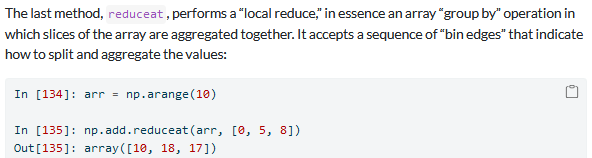 The last method, reduceat, performs a “local reduce,” in essence an array “group by” operation in
which slices of the array are aggregated together. It accepts a sequence of “bin edges” that indicate
how to split and aggregate the values:
In [134]: arr = np.arange(10)
In [135]: np.add.reduceat(arr, [0, 5, 8])
Out[135]: array([10, 18, 17])